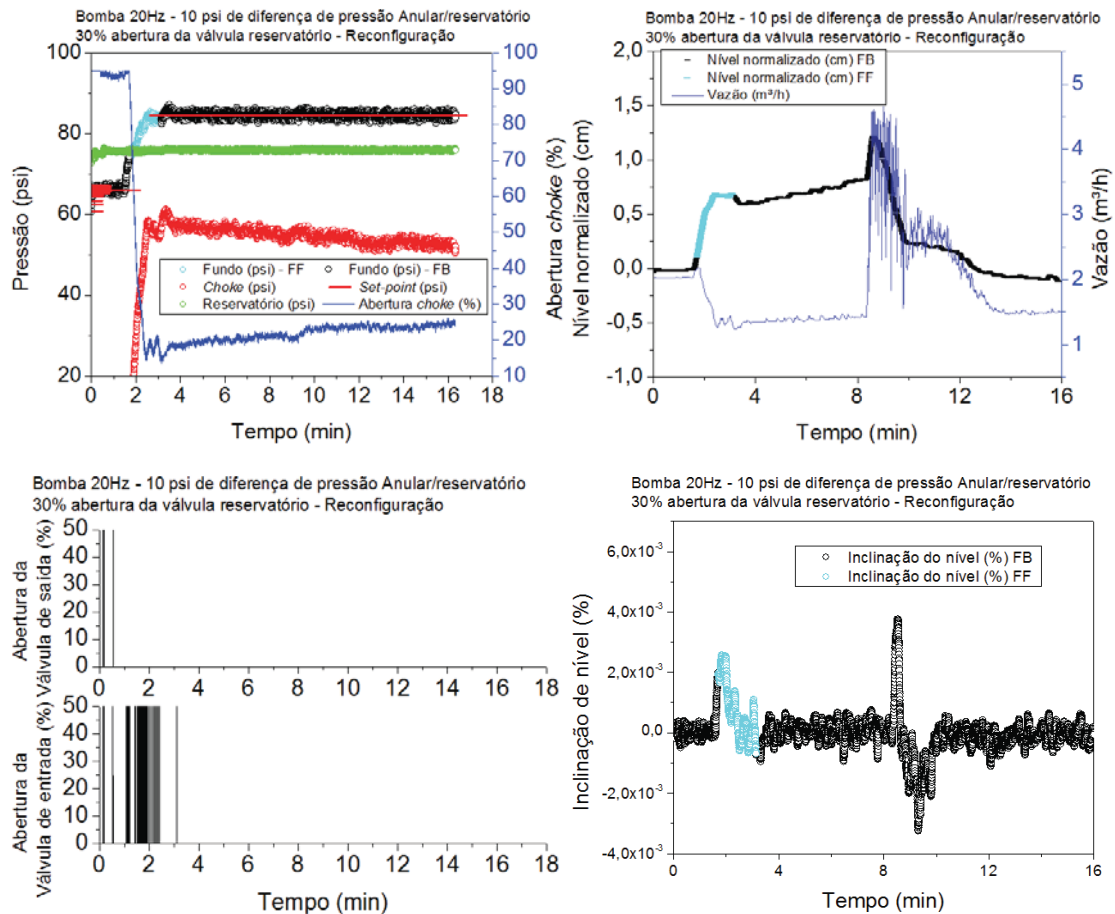 Bomba 20Hz - 10 psi de diferença de pressão Anular/reservatório
30% abertura da válvula reservatório - Reconfiguração
Pressão (psi)
100
80
60
40
20
95
90
80
70
60
50
40
30
20
10
Abertura choke (%)
Fundo (psi) - FF
Fundo (psi) - FB
Choke (psi)
Set-point (psi)
Reservatório (psi)
Abertura choke (%)
0 2 4 6 8 10 12 14 16 18
Tempo (min)
Bomba 20Hz - 10 psi de diferença de pressão Anular/reservatório
30% abertura da válvula reservatório - Reconfiguração
Nível normalizado (cm)
2,0
1,5
1,0
0,5
0,0
-0,5
-1,0
Nível normalizado (cm) FB
Nível normalizado (cm) FF
Vazão (m³/h)
5
4
3
2
1
Vazão (m³/h)
0 4 8 12 16
Tempo (min)
Bomba 20Hz - 10 psi de diferença de pressão Anular/reservatório
30% abertura da válvula reservatório - Reconfiguração
Abertura da
Válvula de saída (%)
50
40
30
20
10
0
0 2 4 6 8 10 12 14 16 18
Abertura da
Válvula de entrada (%)
50
40
30
20
10
0
0 2 4 6 8 10 12 14 16 18
Tempo (min)
Bomba 20Hz - 10 psi de diferença de pressão Anular/reservatório
30% abertura da válvula reservatório - Reconfiguração
Inclinação de nível (%)
6,0x10⁻³
4,0x10⁻³
2,0x10⁻³
0,0
-2,0x10⁻³
-4,0x10⁻³
Inclinação do nível (%) FB
Inclinação do nível (%) FF
0 4 8 12 16
Tempo (min)